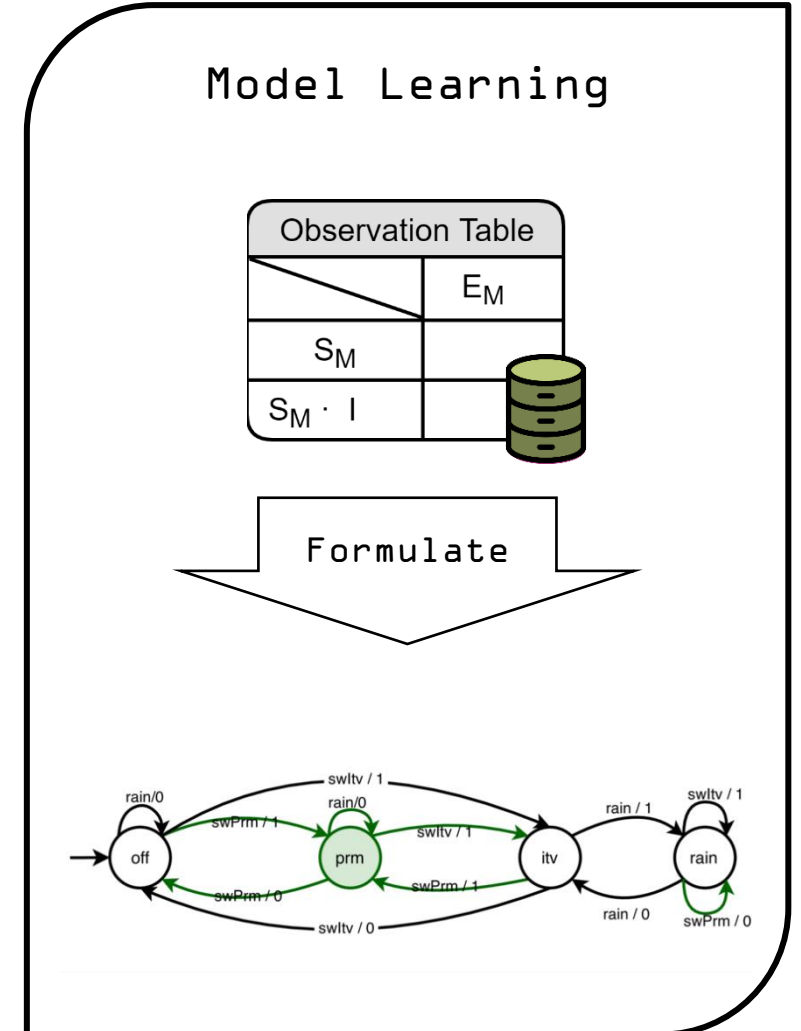 Model Learning
Observation Table
E_M
S_M
S_M · I
Formulate
swItv / 1
rain/0
rain/0
swItv / 1
swPrm / 1
rain / 1
swItv / 1
off
prm
itv
rain
swPrm / 0
swPrm / 1
rain / 0
swPrm / 0
swItv / 0